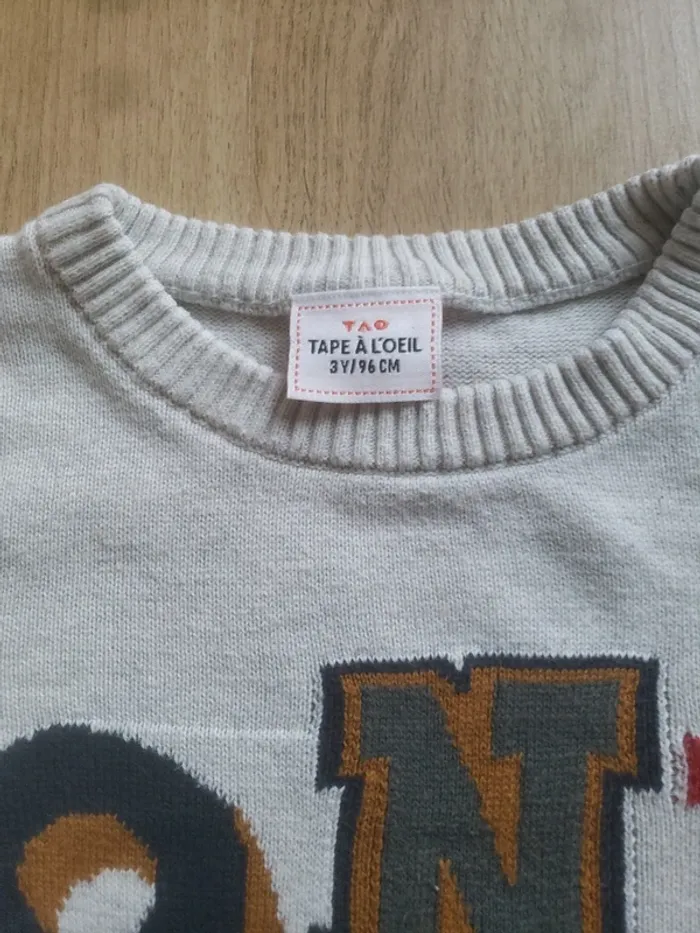 TAO
TAPE À L'OEIL
3Y/96 CM
N